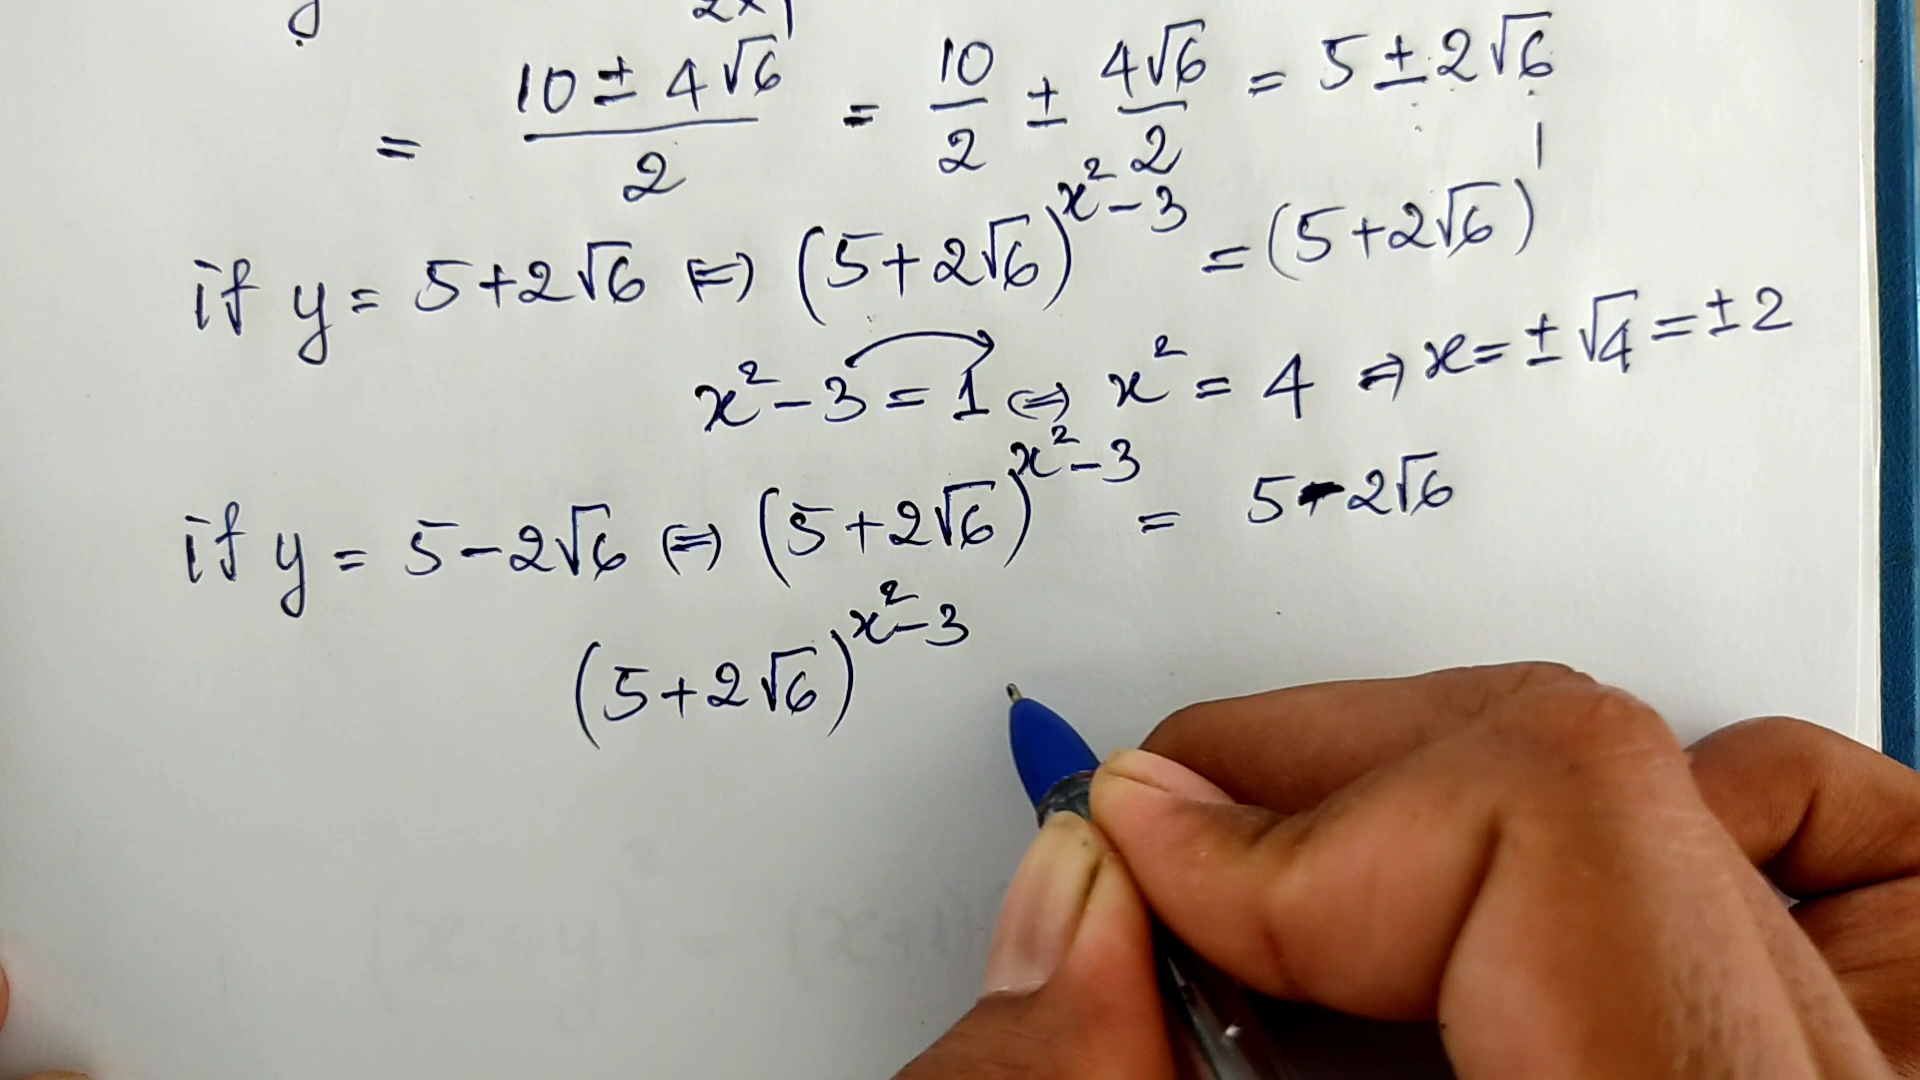 y 2×1
= 10 ± 4√6 / 2 = 10/2 ± 4√6/2 = 5 ± 2√6
if y = 5+2√6 ⇔ (5+2√6)^(x²-3) = (5+2√6)^1
x²-3 = 1 ⇔ x² = 4 ⇒ x = ±√4 = ±2
if y = 5-2√6 ⇔ (5+2√6)^(x²-3) = 5-2√6
(5+2√6)^(x²-3)